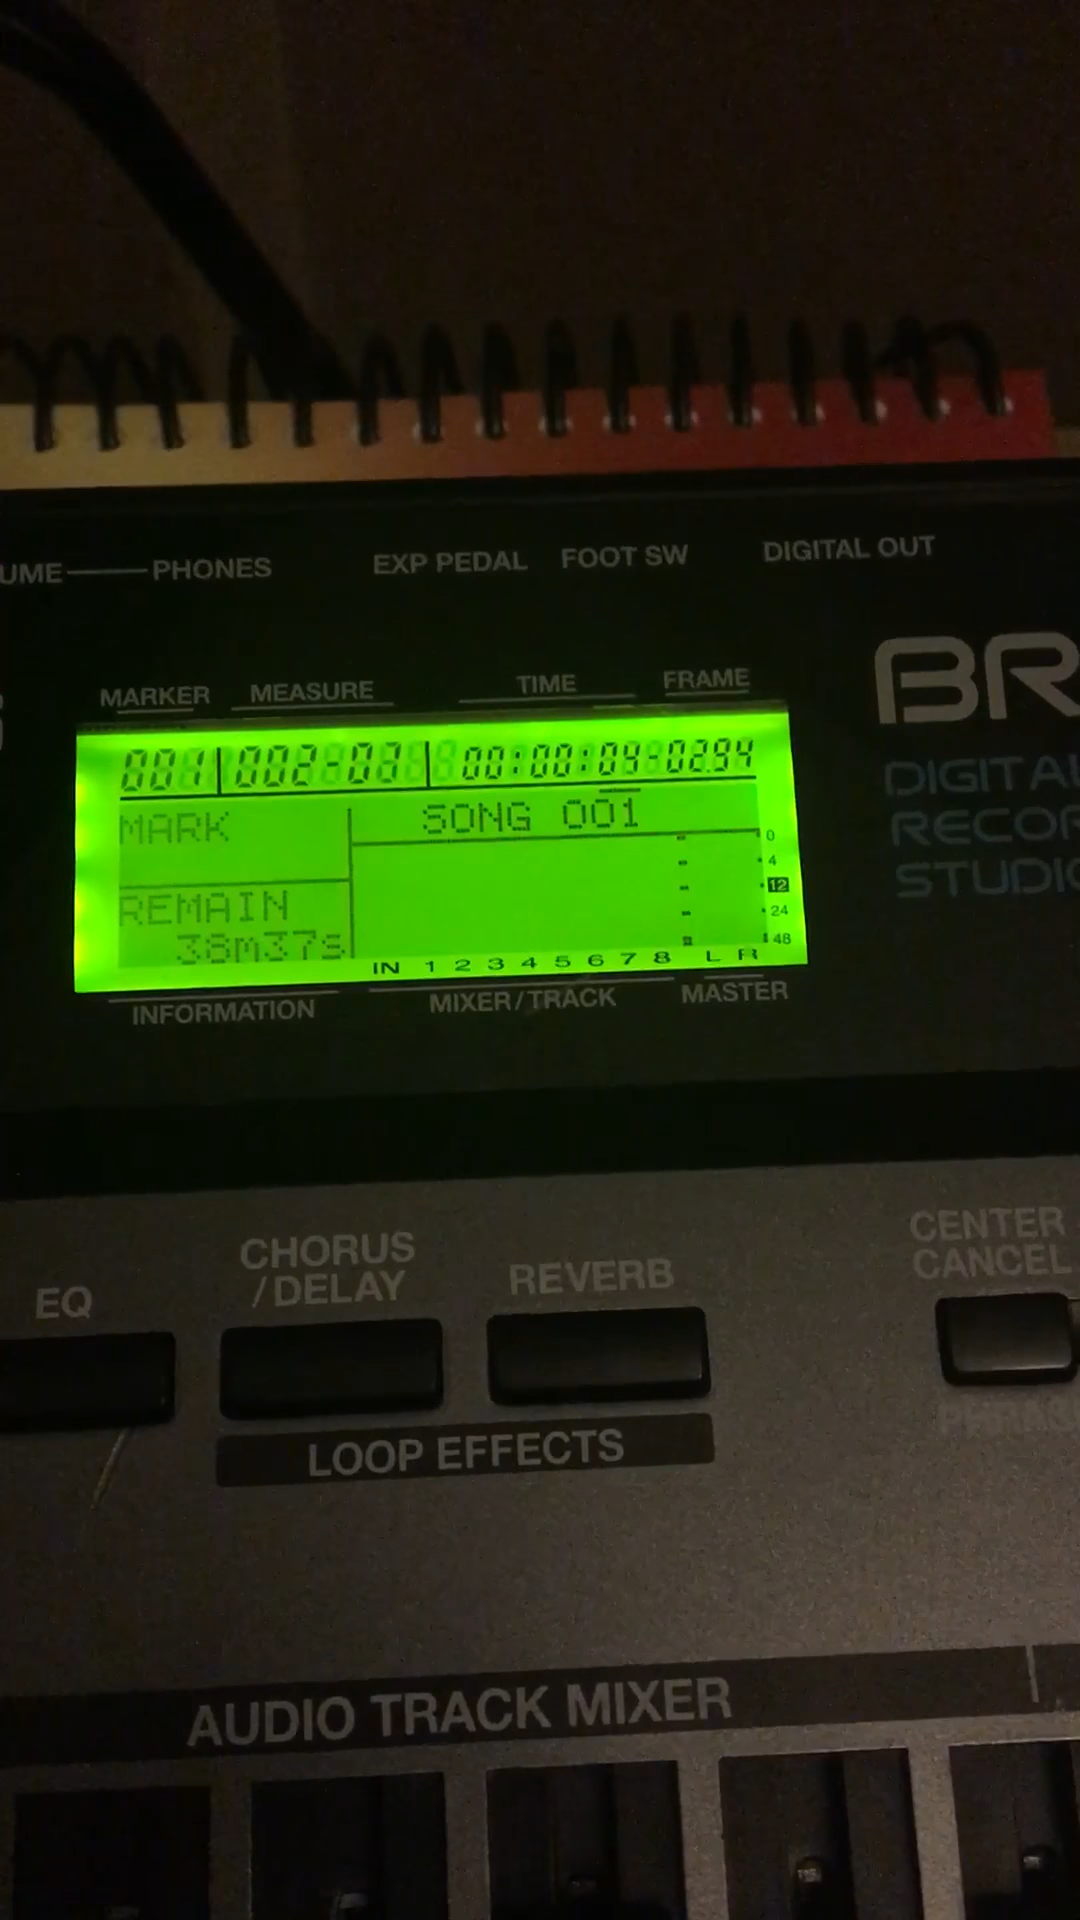 UME PHONES EXP PEDAL FOOT SW DIGITAL OUT
MARKER MEASURE TIME FRAME
BR
001 002-03 00:00:04-02.94
MARK SONG 001
REMAIN
38m37s
0
4
12
24
48
IN 1 2 3 4 5 6 7 8 L R
INFORMATION MIXER/TRACK MASTER
DIGITAL
RECOR
STUDIO
EQ CHORUS /DELAY REVERB CENTER CANCEL
PHRAS
LOOP EFFECTS
AUDIO TRACK MIXER